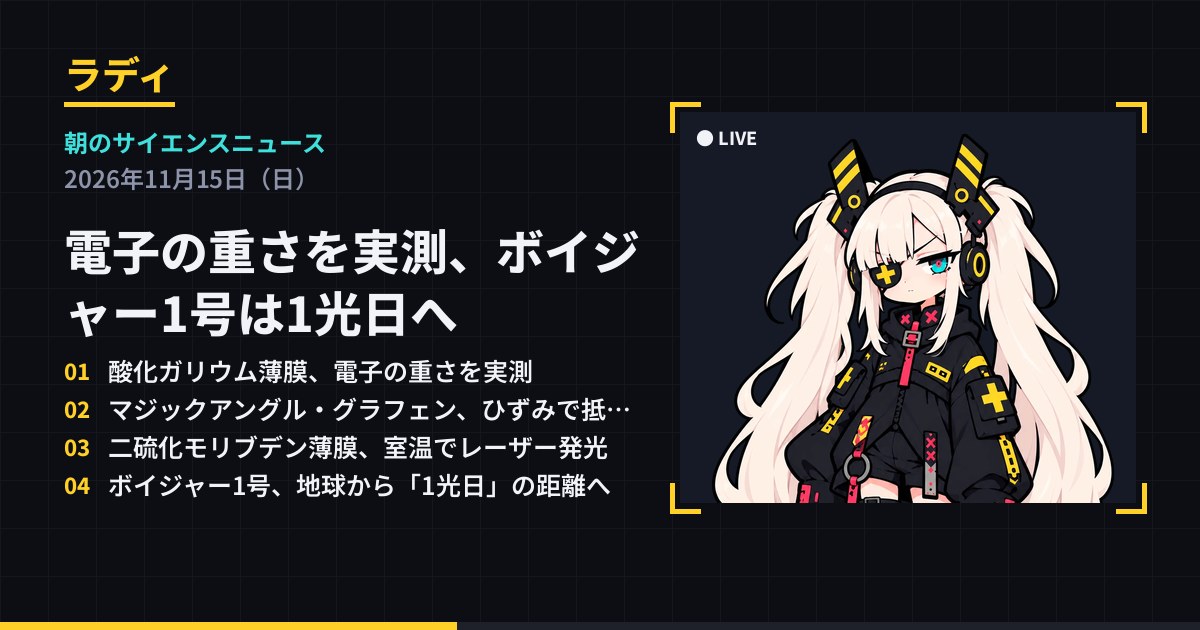 ラディ
朝のサイエンスニュース
2026年11月15日（日）
電子の重さを実測、ボイジ
ャー1号は1光日へ
01 酸化ガリウム薄膜、電子の重さを実測
02 マジックアングル・グラフェン、ひずみで抵…
03 二硫化モリブデン薄膜、室温でレーザー発光
04 ボイジャー1号、地球から「1光日」の距離へ
LIVE